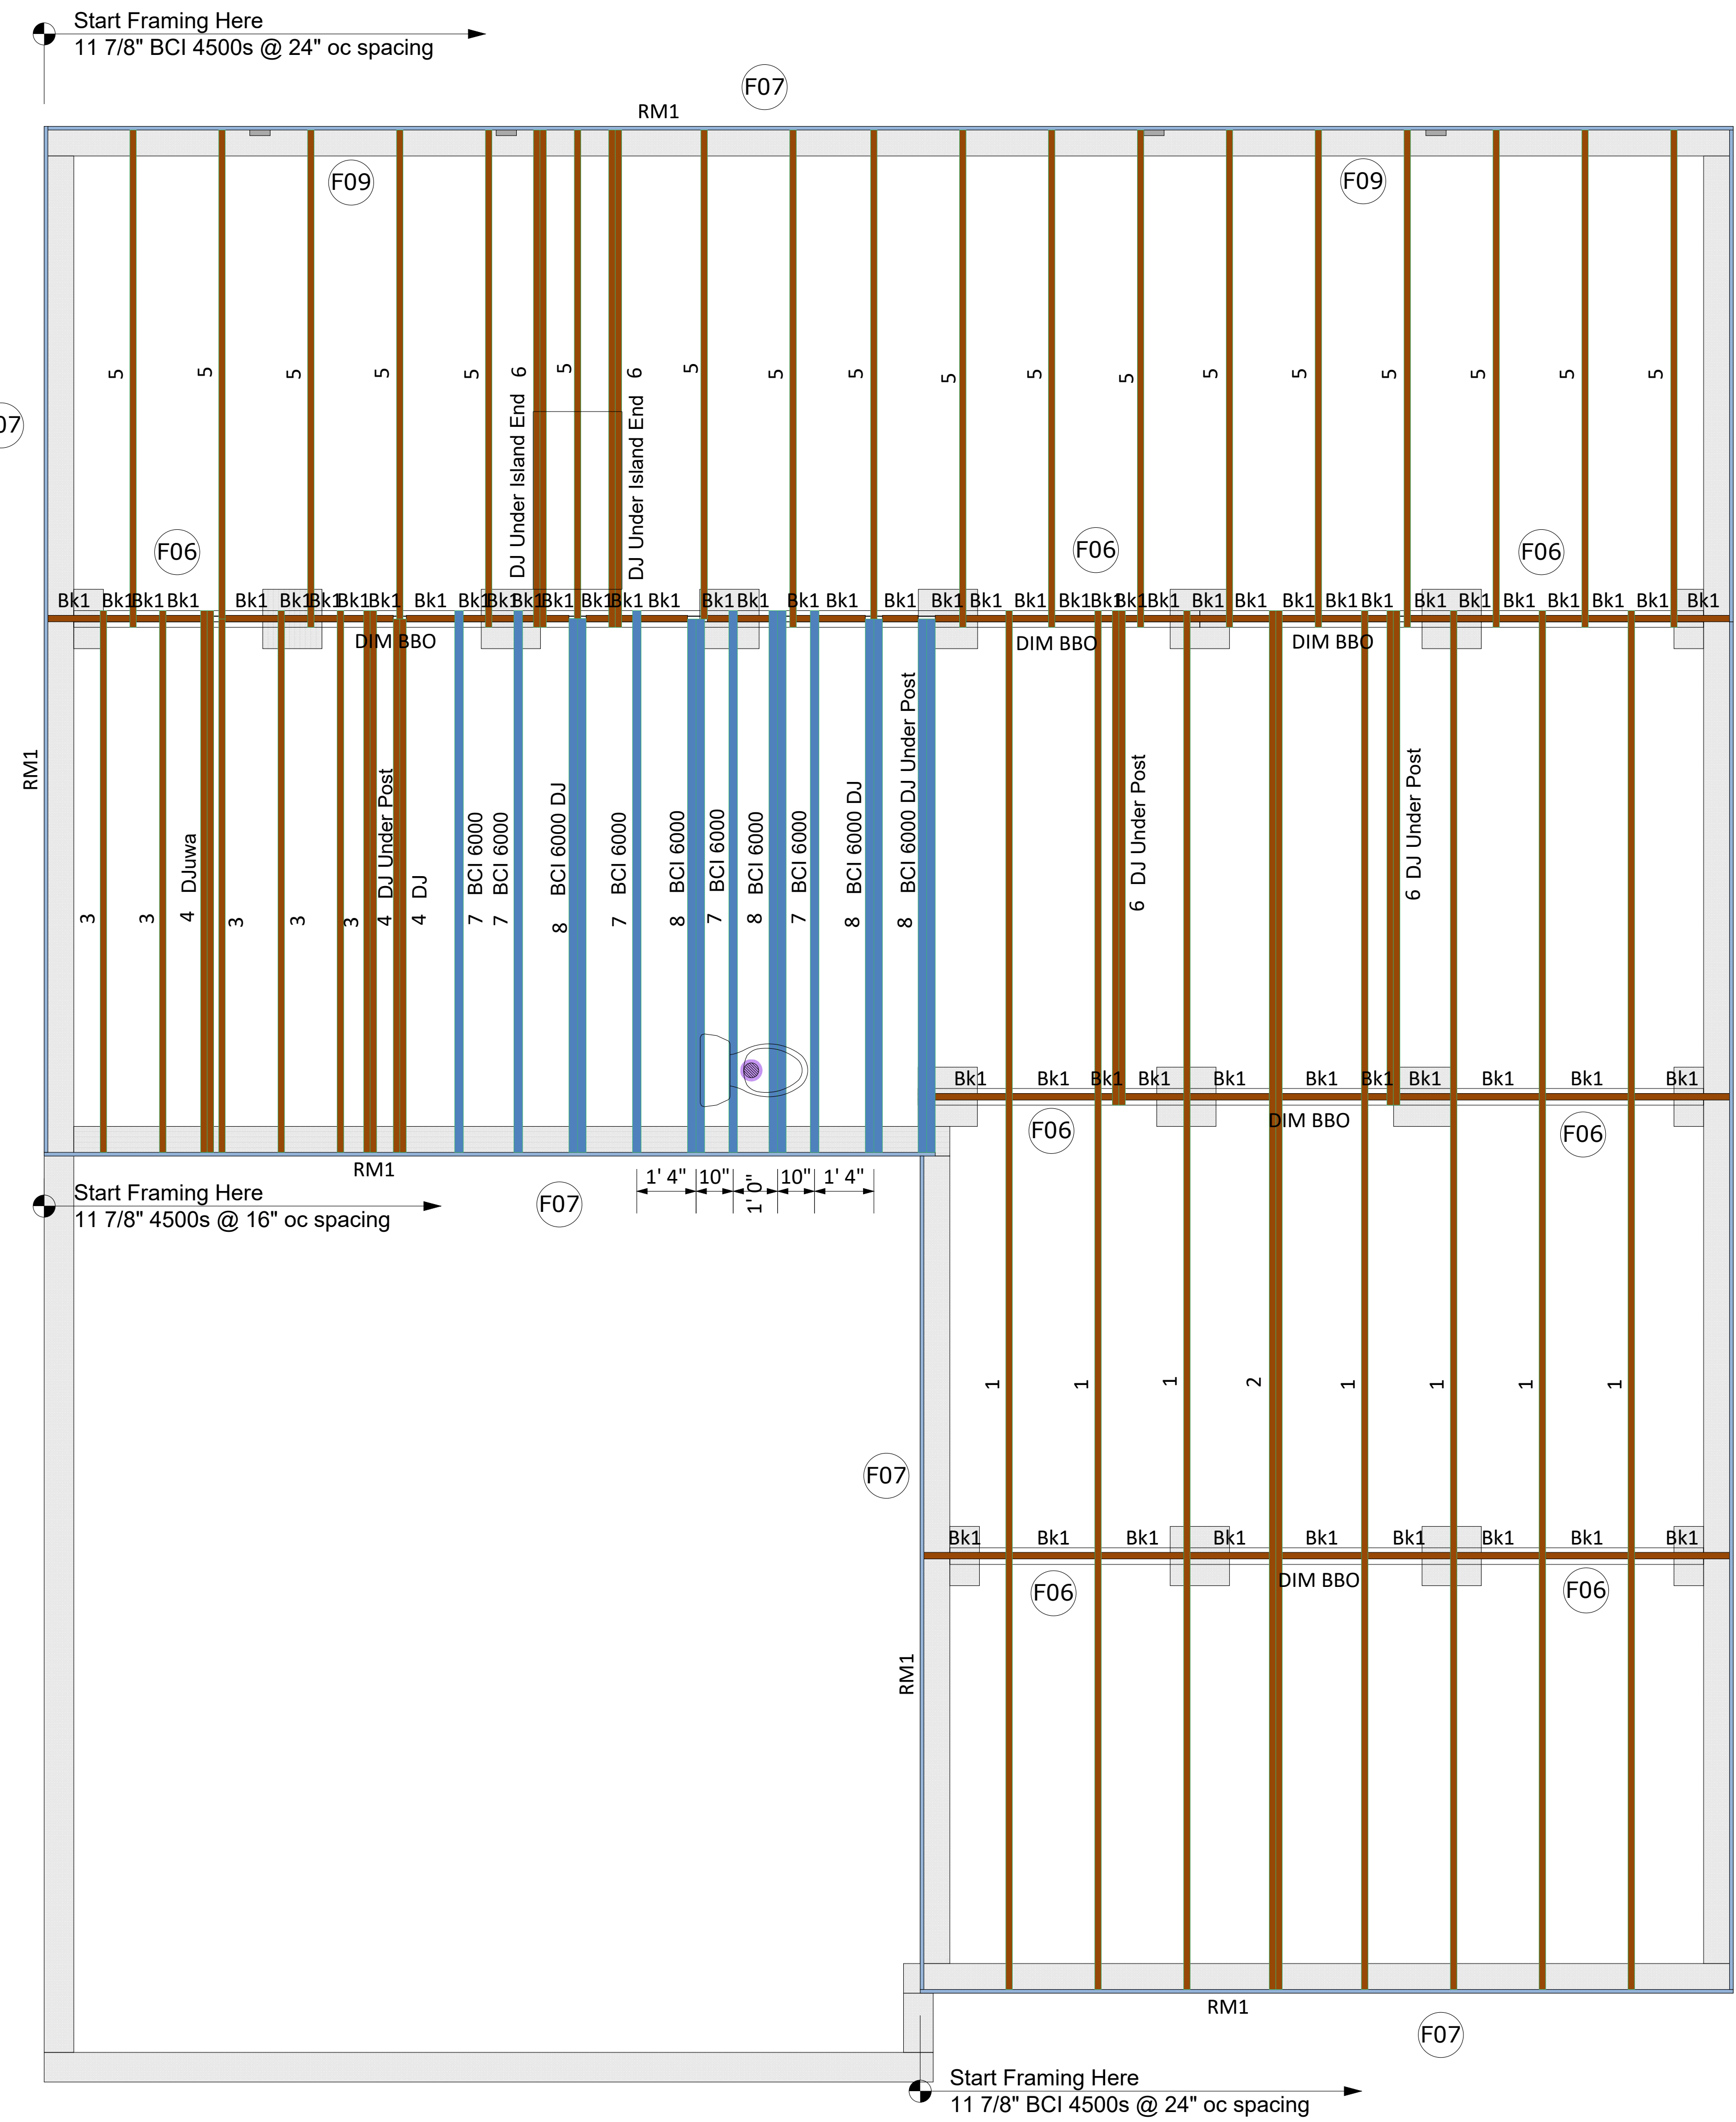 Start Framing Here
11 7/8" BCI 4500s @ 24" oc spacing
F07
RM1
F09
F09
5
5
5
5
5
DJ Under Island End 6
5
DJ Under Island End 6
5
5
5
5
5
5
5
5
5
5
5
5
07
F06
F06
F06
Bk1 Bk1 Bk1 Bk1 Bk1 Bk1 Bk1 Bk1 Bk1 Bk1 Bk1 Bk1 Bk1 Bk1 Bk1 Bk1 Bk1 Bk1 Bk1 Bk1 Bk1 Bk1 Bk1 Bk1 Bk1 Bk1 Bk1 Bk1 Bk1 Bk1 Bk1 Bk1 Bk1 Bk1 Bk1 Bk1 Bk1 Bk1 Bk1 Bk1
DIM BBO
DIM BBO
DIM BBO
RM1
3
3
4 DJuwa
3
3
3
4 DJ Under Post
4 DJ
7 BCI 6000
7 BCI 6000
8 BCI 6000 DJ
7 BCI 6000
8 BCI 6000
7 BCI 6000
8 BCI 6000
7 BCI 6000
8 BCI 6000 DJ
8 BCI 6000 DJ Under Post
6 DJ Under Post
6 DJ Under Post
Bk1 Bk1 Bk1 Bk1 Bk1 Bk1 Bk1 Bk1 Bk1 Bk1 Bk1
F06
DIM BBO
F06
RM1
1' 4" 10" 1' 0" 10" 1' 4"
Start Framing Here
11 7/8" 4500s @ 16" oc spacing
F07
1
1
1
2
1
1
1
1
F07
Bk1 Bk1 Bk1 Bk1 Bk1 Bk1 Bk1 Bk1 Bk1
F06
DIM BBO
F06
RM1
RM1
F07
Start Framing Here
11 7/8" BCI 4500s @ 24" oc spacing